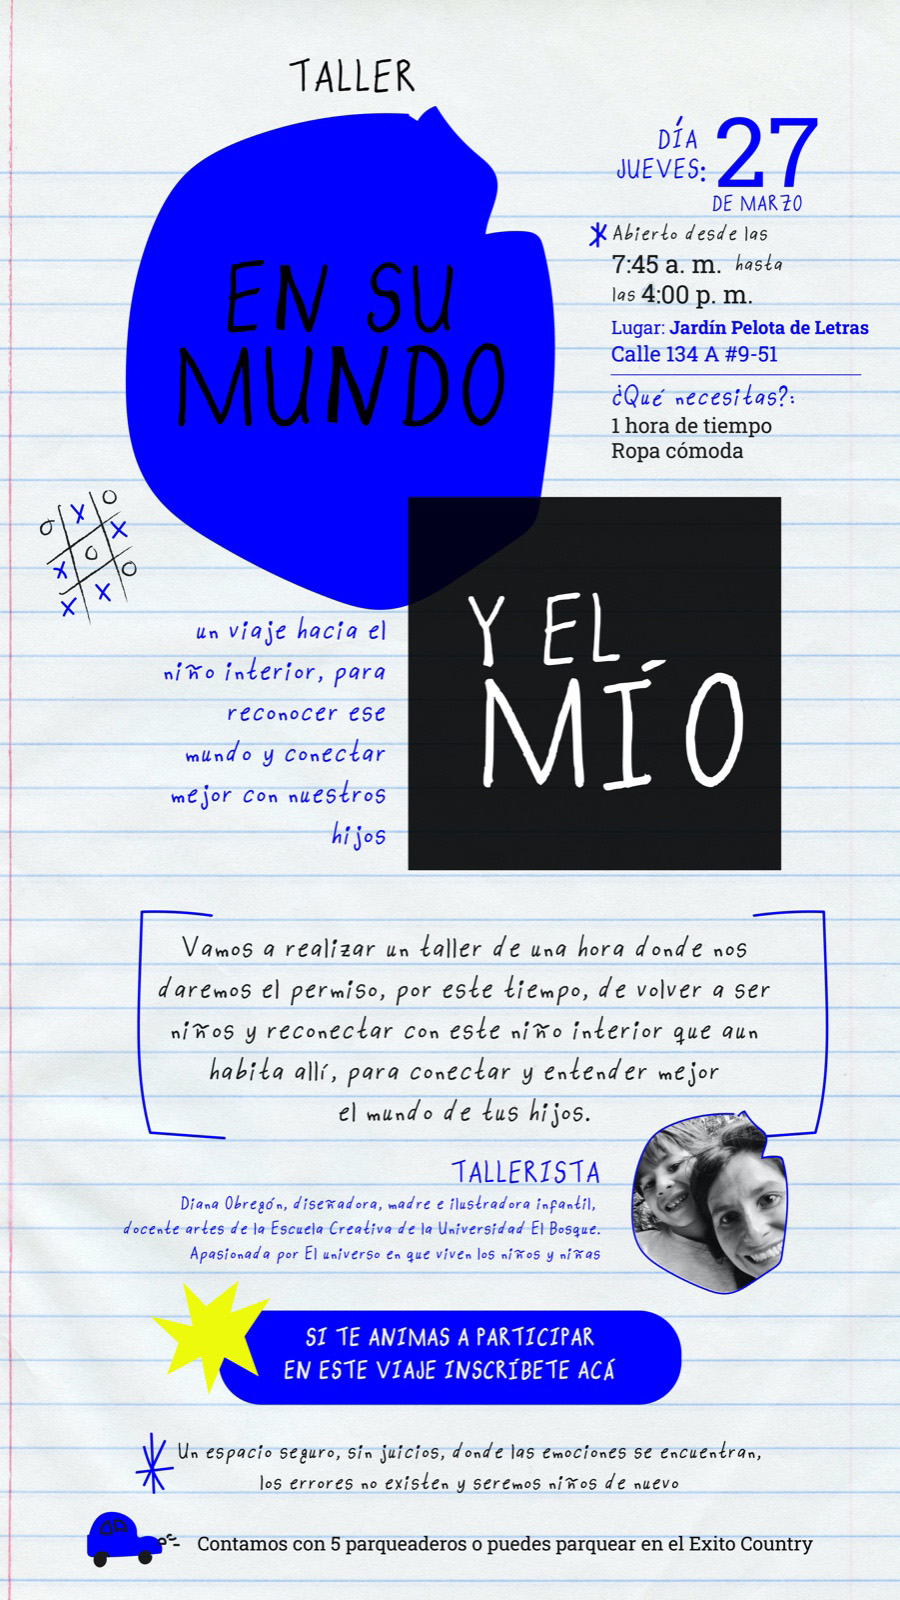 TALLER
EN SU
MUNDO
DÍA
JUEVES: 27
DE MARZO
Abierto desde las
7:45 a. m. hasta
las 4:00 p. m.
Lugar: Jardín Pelota de Letras
Calle 134 A #9-51
¿Qué necesitas?:
1 hora de tiempo
Ropa cómoda
X O
O X
O
X O
X X
Y EL
MÍO
un viaje hacia el
niño interior, para
reconocer ese
mundo y conectar
mejor con nuestros
hijos
Vamos a realizar un taller de una hora donde nos
daremos el permiso, por este tiempo, de volver a ser
niños y reconectar con este niño interior que aun
habita allí, para conectar y entender mejor
el mundo de tus hijos.
TALLERISTA
Diana Obregón, diseñadora, madre e ilustradora infantil,
docente artes de la Escuela Creativa de la Universidad El Bosque.
Apasionada por El universo en que viven los niños y niñas
SI TE ANIMAS A PARTICIPAR
EN ESTE VIAJE INSCRÍBETE ACÁ
Un espacio seguro, sin juicios, donde las emociones se encuentran,
los errores no existen y seremos niños de nuevo
Contamos con 5 parqueaderos o puedes parquear en el Exito Country